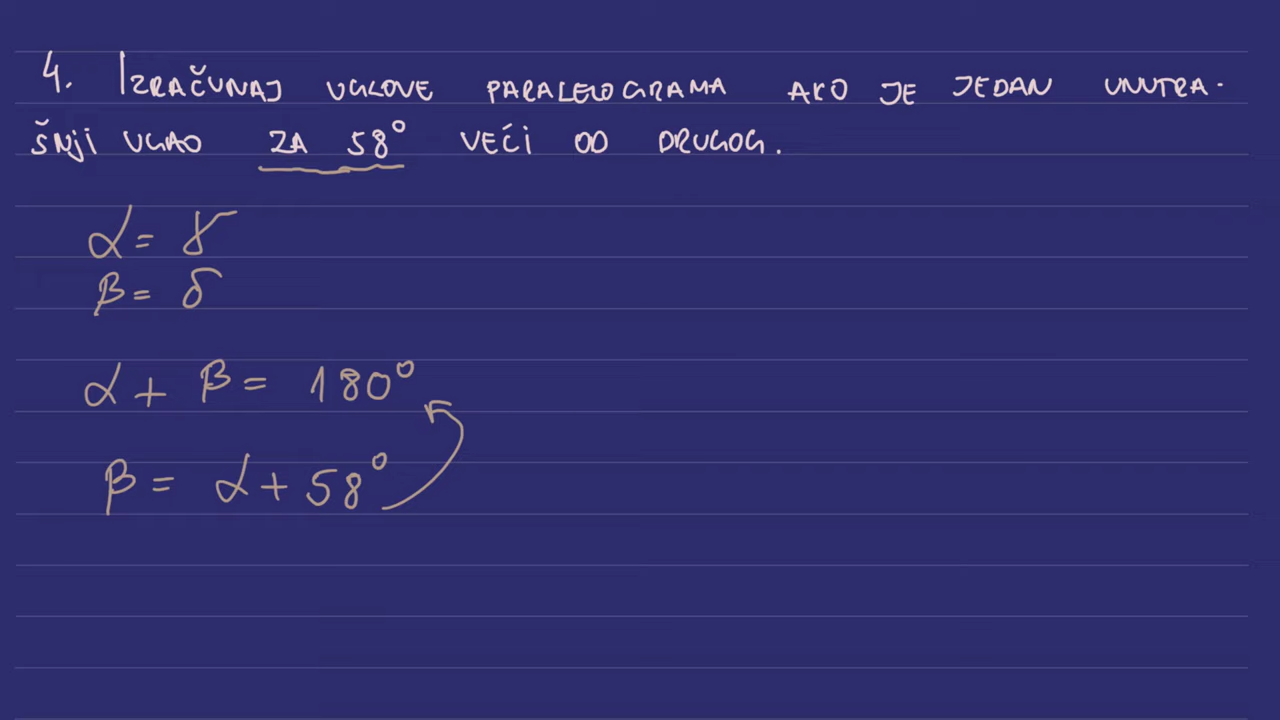 4. IZRAČUNAJ UGLOVE PARALELOGRAMA AKO JE JEDAN UNUTRA-
ŠNJI UGAO ZA 58° VEĆI OD DRUGOG.
α = γ
β = δ
α + β = 180°
β = α + 58°